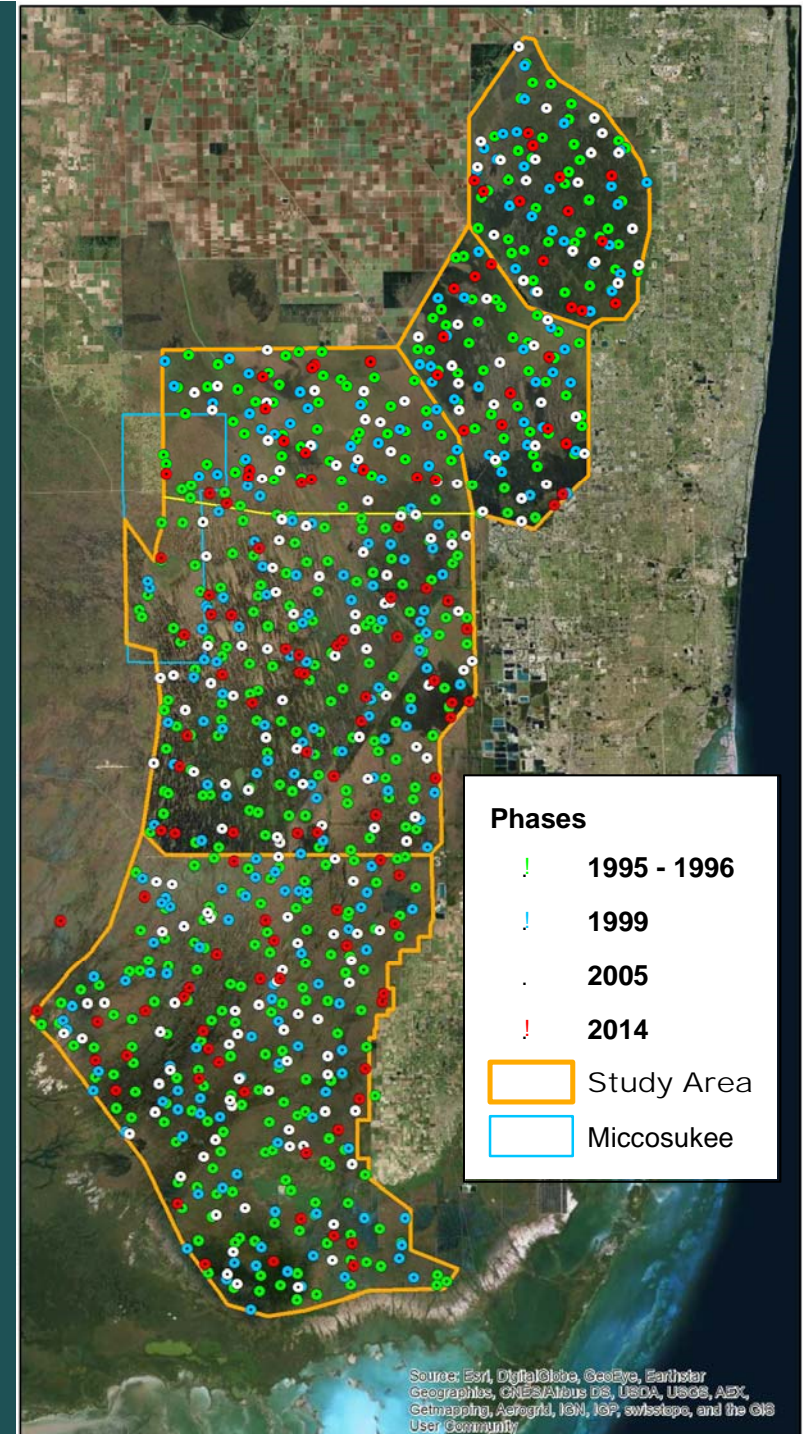 Phases
1995 - 1996
1999
2005
2014
Study Area
Miccosukee
Source: Esri, DigitalGlobe, GeoEye, Earthstar
Geographics, CNES/Airbus DS, USDA, USGS, AEX,
Getmapping, Aerogrid, IGN, IGP, swisstopo, and the GIS
User Community